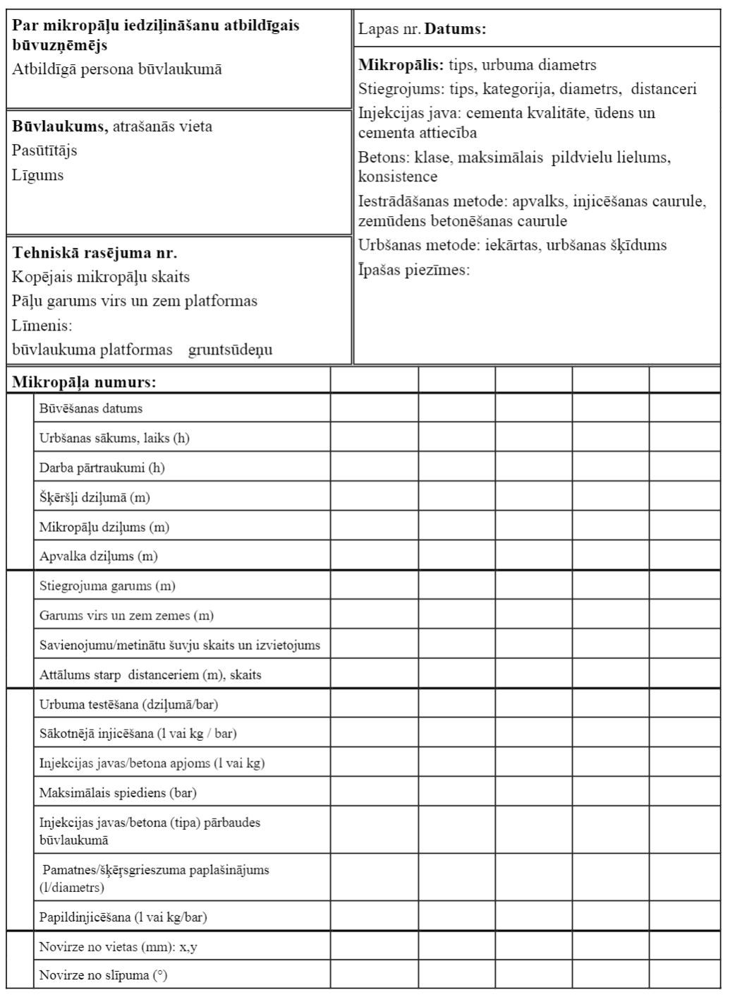 Par mikropāļu iedziļināšanu atbildīgais
būvuzņēmējs
Atbildīgā persona būvlaukumā
Būvlaukums, atrašanās vieta
Pasūtītājs
Līgums
Tehniskā rasējuma nr.
Kopējais mikropāļu skaits
Pāļu garums virs un zem platformas
Līmenis:
būvlaukuma platformas gruntsūdeņu
Lapas nr. Datums:
Mikropālis: tips, urbuma diametrs
Stiegrojums: tips, kategorija, diametrs, distanceri
Injekcijas java: cementa kvalitāte, ūdens un
cementa attiecība
Betons: klase, maksimālais pildvielu lielums,
konsistence
Iestrādāšanas metode: apvalks, injicēšanas caurule,
zemūdens betonēšanas caurule
Urbšanas metode: iekārtas, urbšanas šķīdums
Īpašas piezīmes:
Mikropāļa numurs:
Būvēšanas datums
Urbšanas sākums, laiks (h)
Darba pārtraukumi (h)
Šķēršļi dziļumā (m)
Mikropāļu dziļums (m)
Apvalka dziļums (m)
Stiegrojuma garums (m)
Garums virs un zem zemes (m)
Savienojumu/metinātu šuvju skaits un izvietojums
Attālums starp distanceriem (m), skaits
Urbuma testēšana (dziļumā/bar)
Sākotnējā injicēšana (l vai kg / bar)
Injekcijas javas/betona apjoms (l vai kg)
Maksimālais spiediens (bar)
Injekcijas javas/betona (tipa) pārbaudes
būvlaukumā
Pamatnes/šķēŗsgrieszuma paplašinājums
(l/diametrs)
Papildinjicēšana (l vai kg/bar)
Novirze no vietas (mm): x,y
Novirze no slīpuma (°)